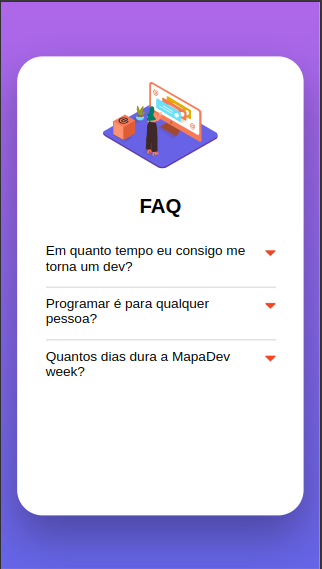 FAQ
Em quanto tempo eu consigo me
torna um dev?
Programar é para qualquer
pessoa?
Quantos dias dura a MapaDev
week?